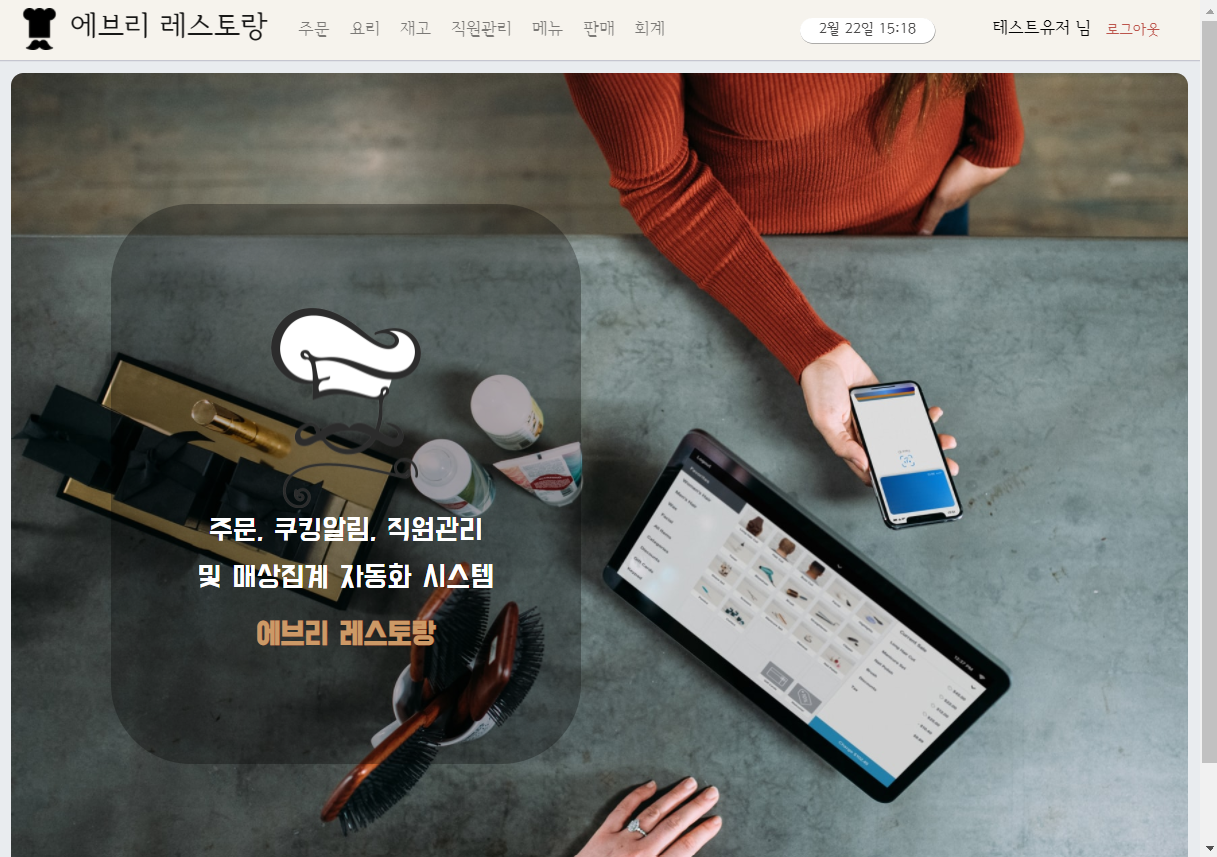 에브리 레스토랑
주문 요리 재고 직원관리 메뉴 판매 회계
2월 22일 15:18
테스트유저 님 로그아웃
주문, 쿠킹알림, 직원관리
및 매상집계 자동화 시스템
에브리 레스토랑